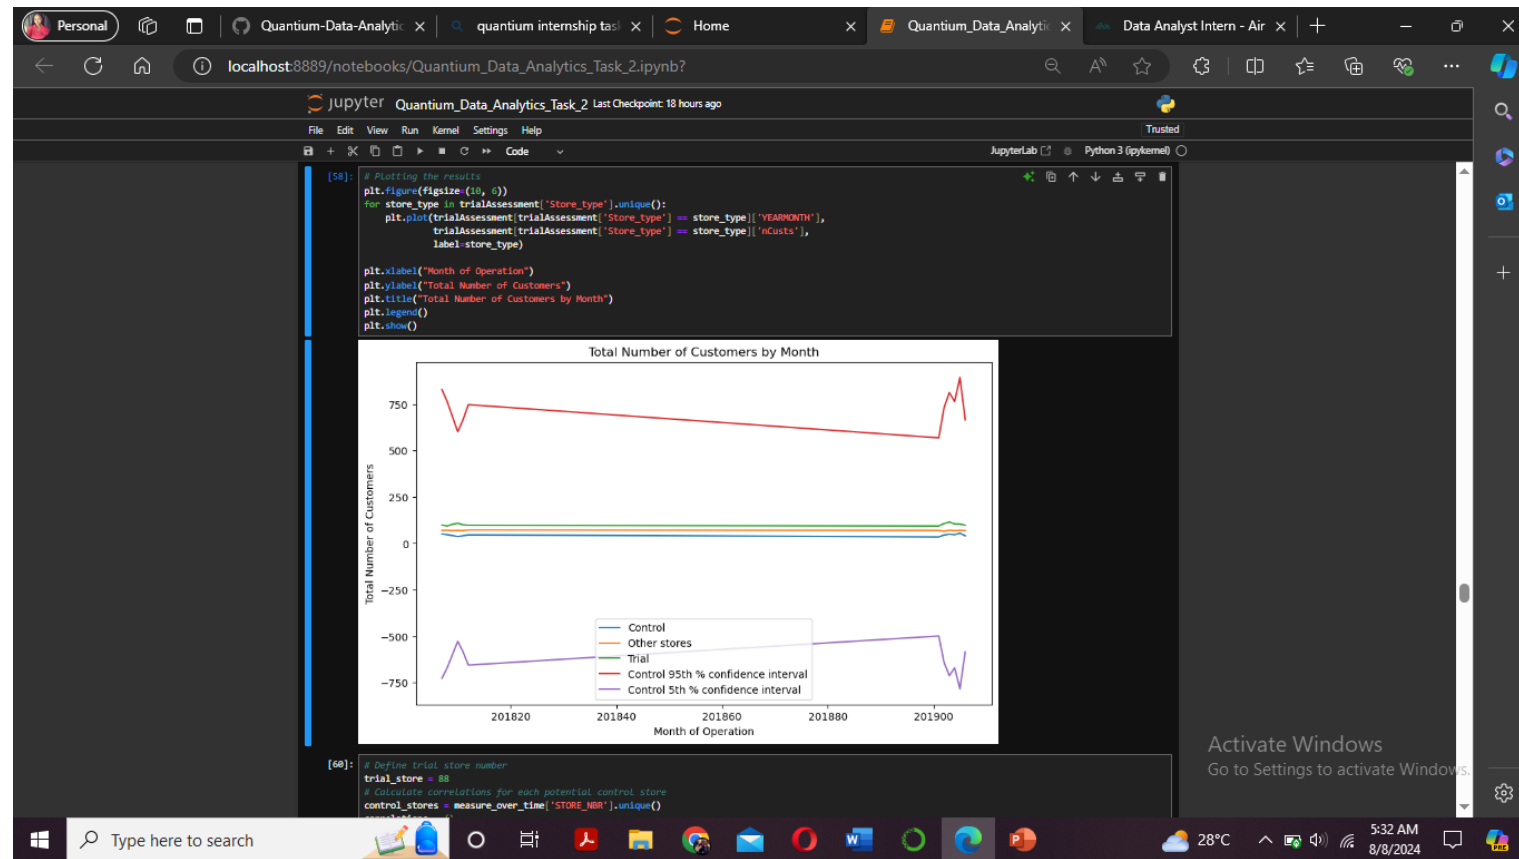 Personal
Quantium-Data-Analytic
quantium internship tas
Home
Quantium_Data_Analytic
Data Analyst Intern - Air
localhost:8889/notebooks/Quantium_Data_Analytics_Task_2.ipynb?
Jupyter Quantium_Data_Analytics_Task_2 Last Checkpoint: 18 hours ago
File Edit View Run Kernel Settings Help Trusted
Code JupyterLab Python 3 (ipykernel)
[58]: # Plotting the results
plt.figure(figsize=(10, 6))
for store_type in trialAssessment['Store_type'].unique():
plt.plot(trialAssessment[trialAssessment['Store_type'] == store_type]['YEARMONTH'],
trialAssessment[trialAssessment['Store_type'] == store_type]['nCusts'],
label=store_type)
plt.xlabel("Month of Operation")
plt.ylabel("Total Number of Customers")
plt.title("Total Number of Customers by Month")
plt.legend()
plt.show()
Total Number of Customers by Month
750
500
250
0
−250
−500
−750
Total Number of Customers
Control
Other stores
Trial
Control 95th % confidence interval
Control 5th % confidence interval
201820 201840 201860 201880 201900
Month of Operation
Activate Windows
Go to Settings to activate Windows.
[60]: # Define trial store number
trial_store = 88
# Calculate correlations for each potential control store
control_stores = measure_over_time['STORE_NBR'].unique()
Type here to search
28°C
5:32 AM
8/8/2024